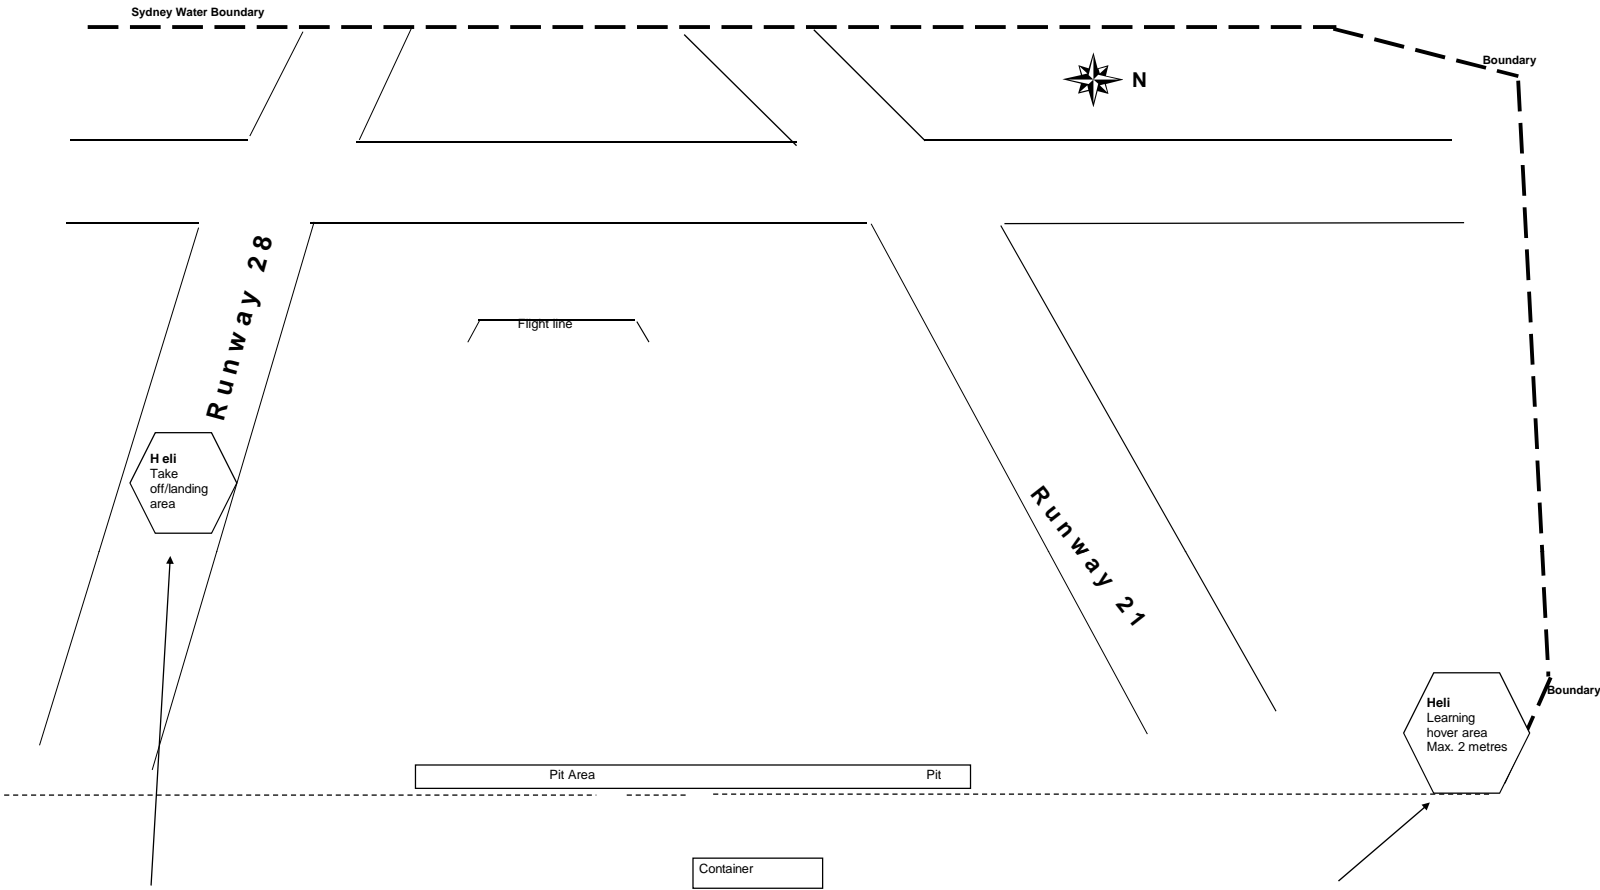 Sydney Water Boundary
Boundary
N
Runway 28
Flight line
H eli
Take
off/landing
area
Runway 21
Heli
Learning
hover area
Max. 2 metres
Boundary
Pit Area
Pit
Container